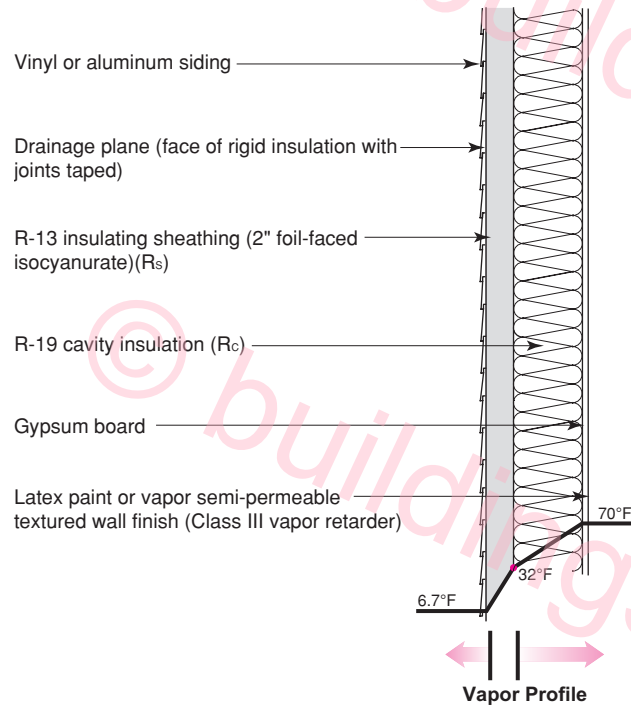 Vinyl or aluminum siding
Drainage plane (face of rigid insulation with
joints taped)
R-13 insulating sheathing (2" foil-faced
isocyanurate)(Rs)
R-19 cavity insulation (Rc)
Gypsum board
Latex paint or vapor semi-permeable
textured wall finish (Class III vapor retarder)
70°F
32°F
6.7°F
Vapor Profile
© buildings
build